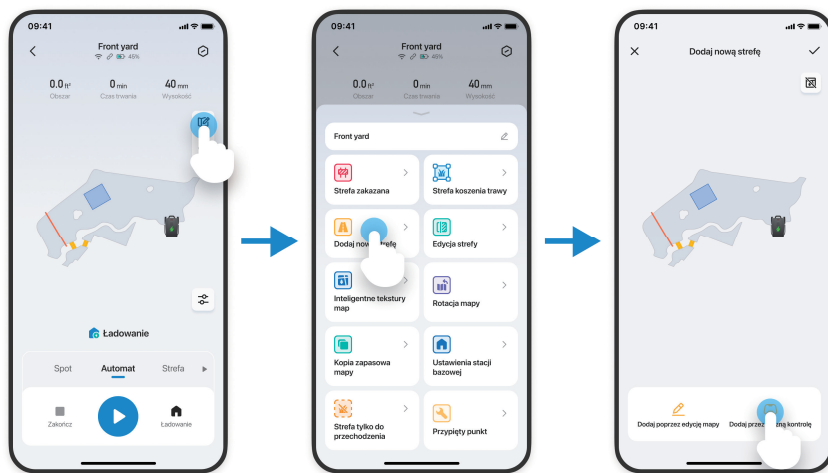 09:41
Front yard
45%
0.0 ft²
0 min
40 mm
Obszar
Czas trwania
Wysokość
Ładowanie
Spot
Automat
Strefa
Zakończ
Ładowanie
09:41
Front yard
45%
0.0 ft²
0 min
40 mm
Obszar
Czas trwania
Wysokość
Front yard
Strefa zakazana
Strefa koszenia trawy
Dodaj
Edycja strefy
Inteligentne tekstury
map
Rotacja mapy
Kopia zapasowa
mapy
Ustawienia stacji
bazowej
Strefa tylko do
przechodzenia
Przypięty punkt
09:41
Dodaj nową strefę
Dodaj poprzez edycję mapy
Dodaj kontrolę